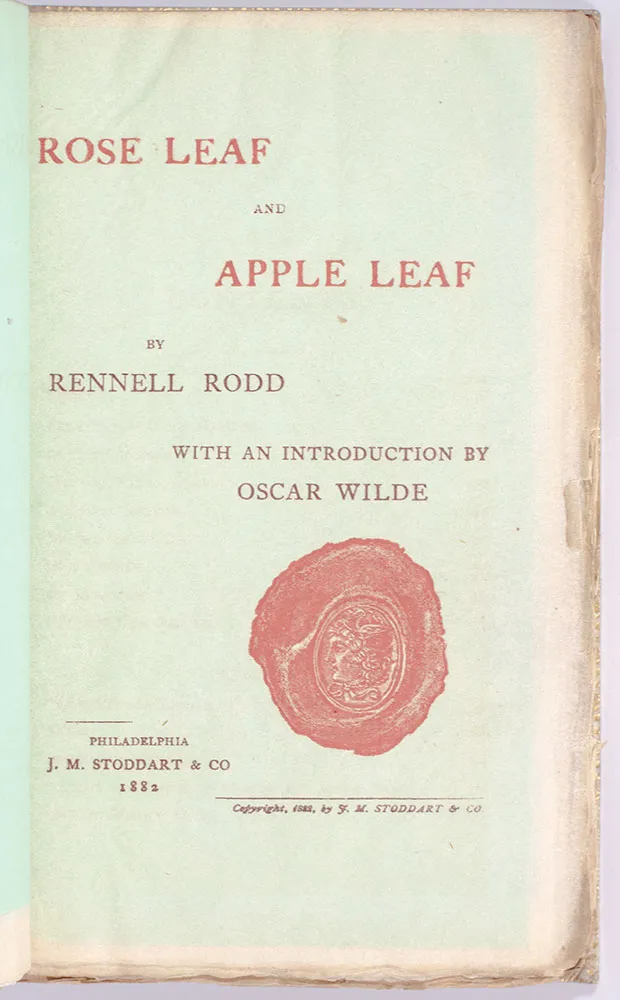 ROSE LEAF
AND
APPLE LEAF
BY
RENNELL RODD
WITH AN INTRODUCTION BY
OSCAR WILDE
PHILADELPHIA
J. M. STODDART & CO
1882
Copyright, 1882, by J. M. STODDART & CO.